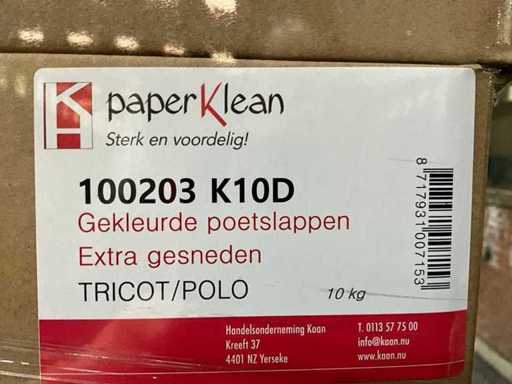 paperKlean
Sterk en voordelig!
100203 K10D
Gekleurde poetslappen
Extra gesneden
TRICOT/POLO 10 kg
8 717931 007153
Handelsonderneming Kaan T. 0113 57 75 00
Kreeft 37 info@kaan.nu
4401 NZ Yerseke www.kaan.nu